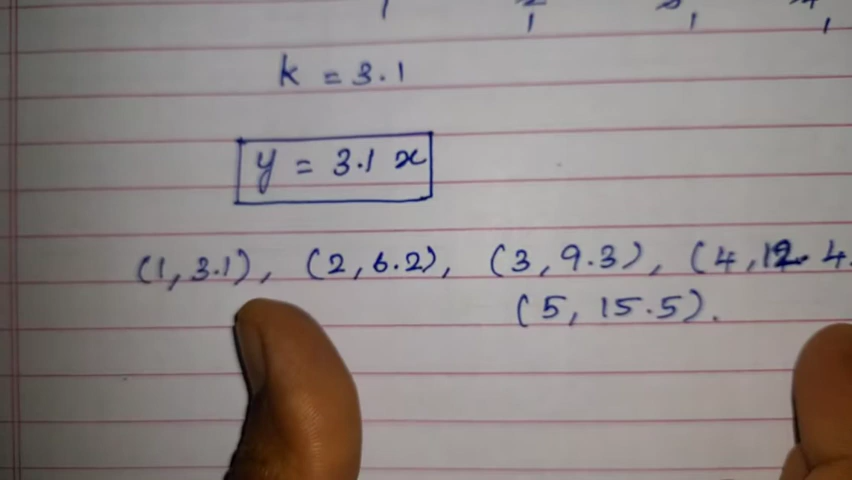 k = 3.1
y = 3.1 x
(1, 3.1), (2, 6.2), (3, 9.3), (4, 12.4
(5, 15.5).